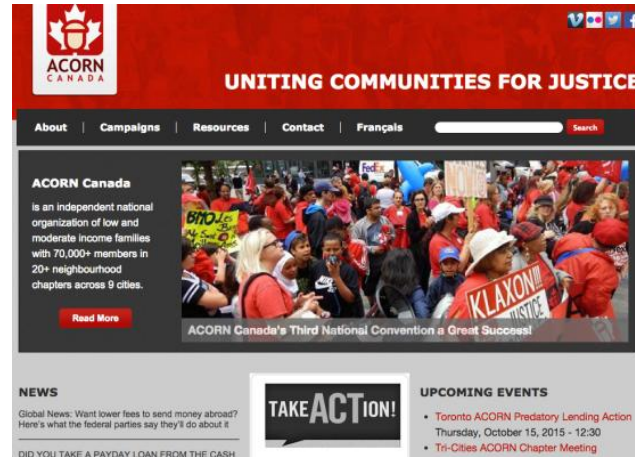 ACORN
CANADA
UNITING COMMUNITIES FOR JUSTICE
About | Campaigns | Resources | Contact | Français
Search
ACORN Canada
is an independent national
organization of low and
moderate income families
with 70,000+ members in
20+ neighbourhood
chapters across 9 cities.
Read More
FedEx
BMO Les
KLAXON!!!
JUSTICE
ACORN Canada's Third National Convention a Great Success!
NEWS
Global News: Want lower fees to send money abroad?
Here's what the federal parties say they'll do about it
DID YOU TAKE A PAYDAY LOAN FROM THE CASH
TAKE ACTION!
UPCOMING EVENTS
• Toronto ACORN Predatory Lending Action
Thursday, October 15, 2015 - 12:30
• Tri-Cities ACORN Chapter Meeting